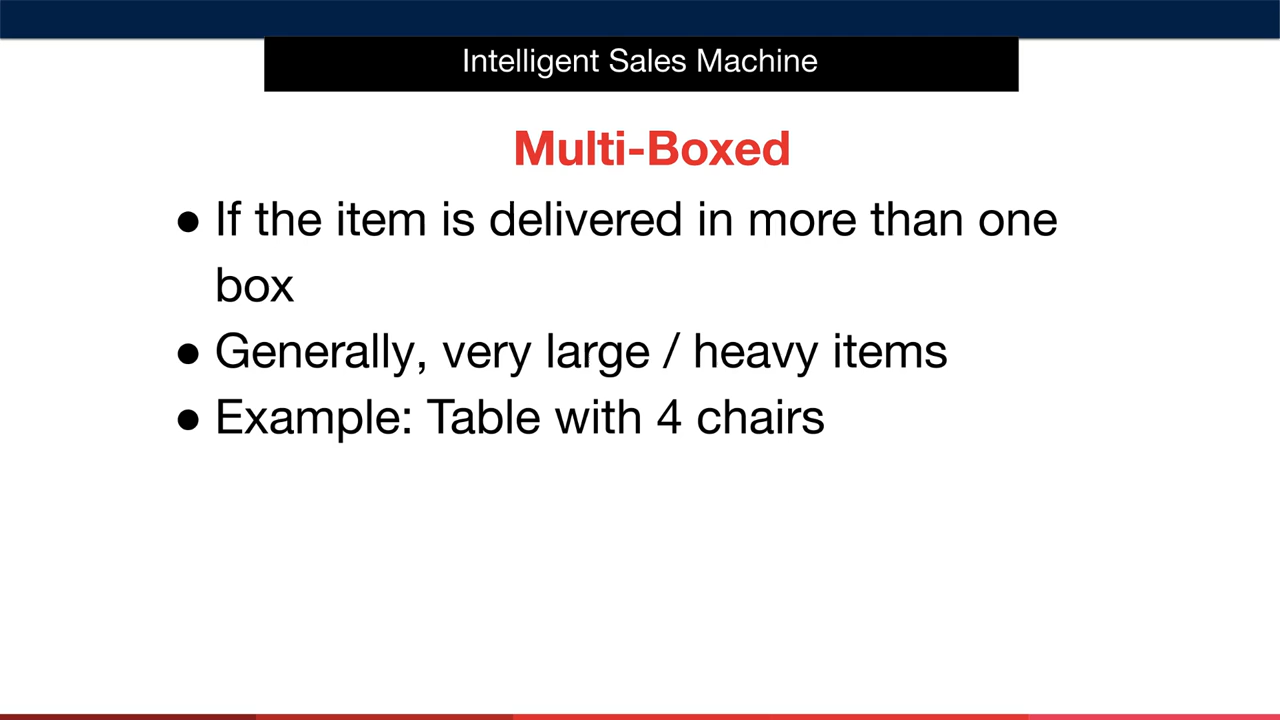 Intelligent Sales Machine
Multi-Boxed
● If the item is delivered in more than one
box
● Generally, very large / heavy items
● Example: Table with 4 chairs